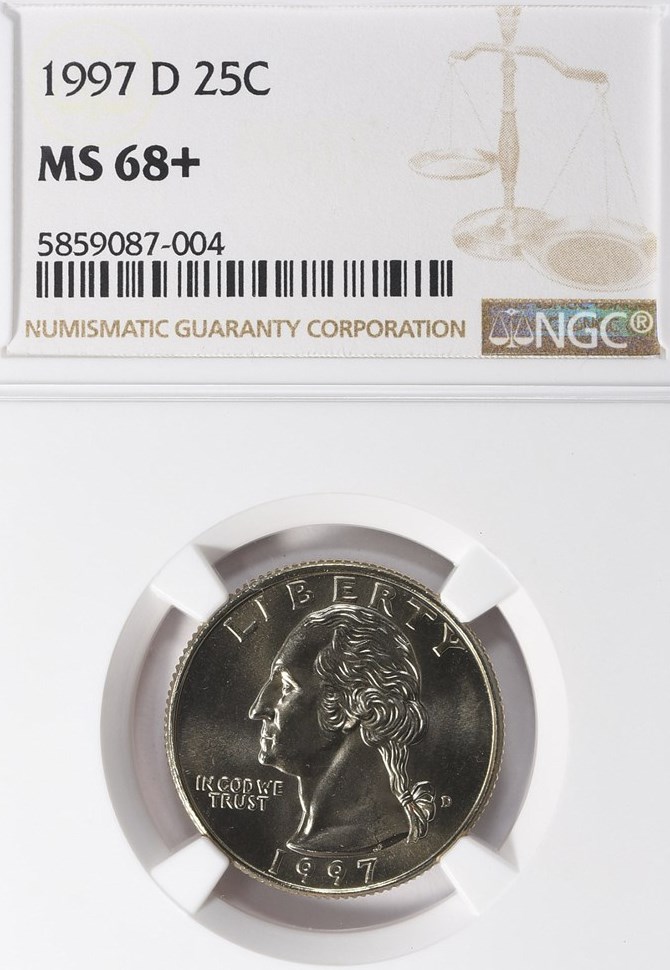 1997 D 25C
MS 68+
5859087-004
NUMISMATIC GUARANTY CORPORATION
NGC®
LIBERTY
IN GOD WE
TRUST
D
1997